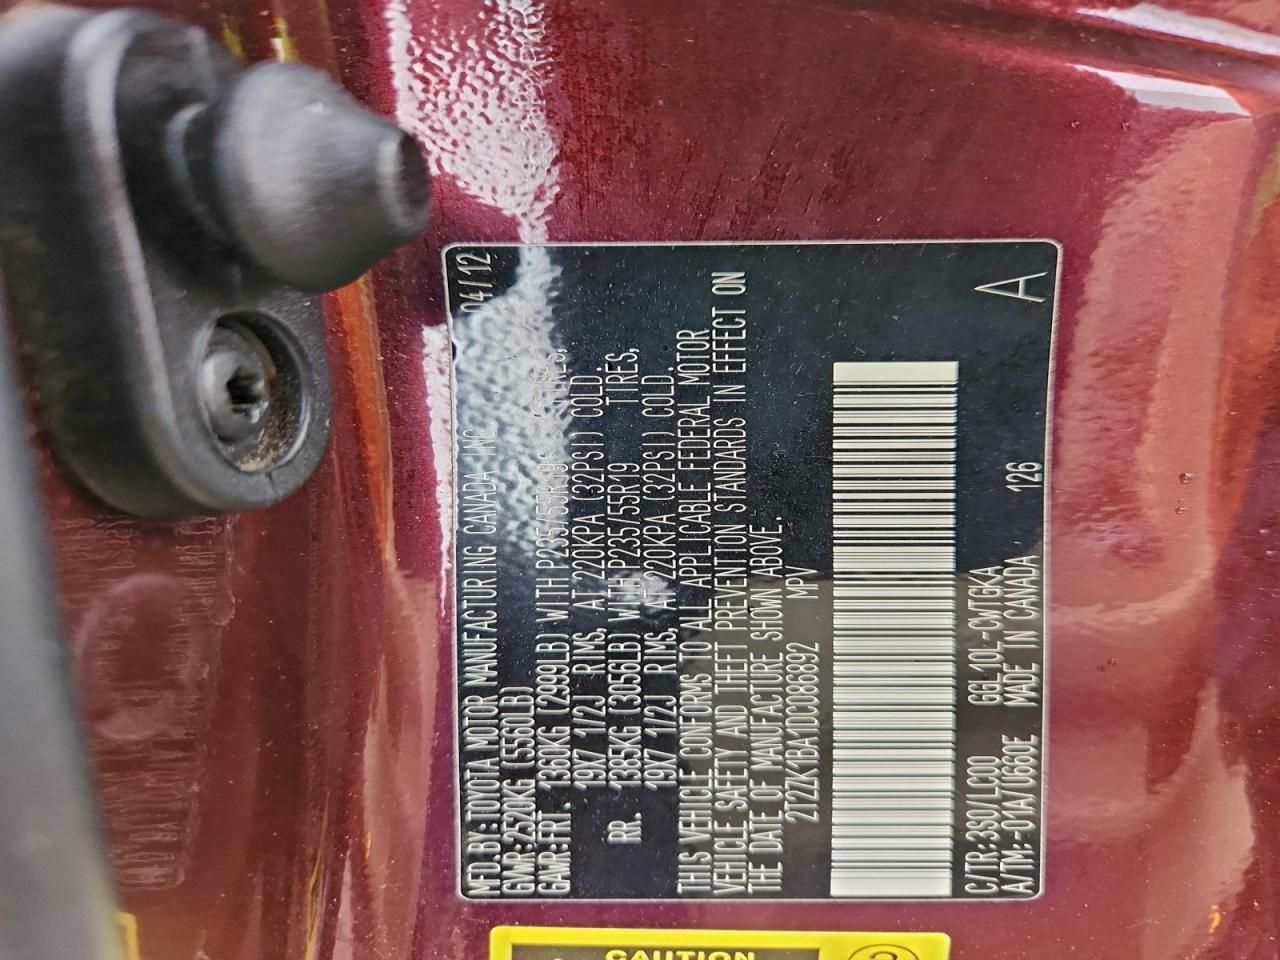 MFD.BY:TOYOTA MOTOR MANUFACTURING CANADA INC. 04/12
GVWR:2520KG (5560LB)
GAWR:FRT. 1360KG (2999LB) WITH P235/55R19 TIRES,
19X7 1/2J RIMS, AT 220KPA (32PSI) COLD.
RR. 1385KG (3056LB) WITH P235/55R19 TIRES,
19X7 1/2J RIMS, AT 220KPA (32PSI) COLD.
THIS VEHICLE CONFORMS TO ALL APPLICABLE FEDERAL MOTOR
VEHICLE SAFETY AND THEFT PREVENTION STANDARDS IN EFFECT ON
THE DATE OF MANUFACTURE SHOWN ABOVE.
2T2ZK1BA1DC086892 MPV
C/TR:3S0/LC00 GGL10L-CWTGKA A
A/TM:-01A/U660E MADE IN CANADA 126
CAUTION